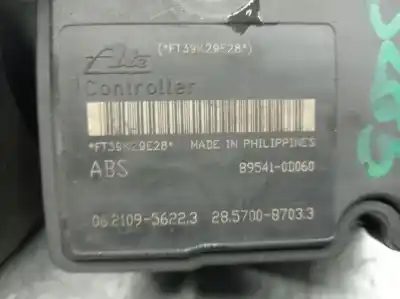 Ate (*FT39K29E28*)
Controller
*FT39K29E28* MADE IN PHILIPPINES
ABS 89541-0D060
06.2109-5622.3 28.5700-8703.3